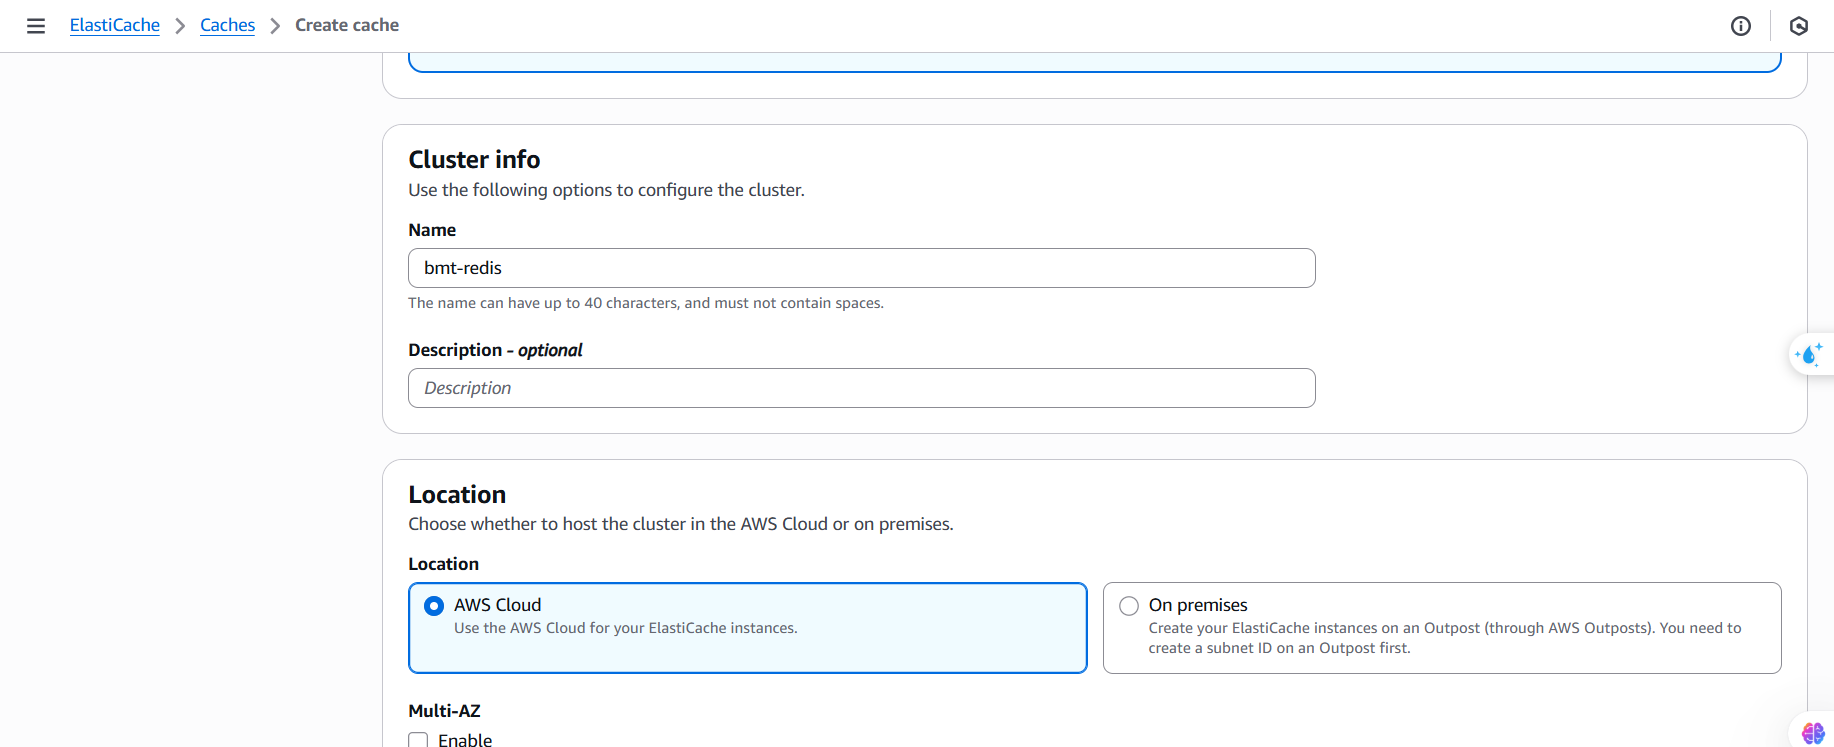 ElastiCache > Caches > Create cache
Cluster info
Use the following options to configure the cluster.
Name
bmt-redis
The name can have up to 40 characters, and must not contain spaces.
Description - optional
Description
Location
Choose whether to host the cluster in the AWS Cloud or on premises.
Location
AWS Cloud
Use the AWS Cloud for your ElastiCache instances.
On premises
Create your ElastiCache instances on an Outpost (through AWS Outposts). You need to
create a subnet ID on an Outpost first.
Multi-AZ
Enable